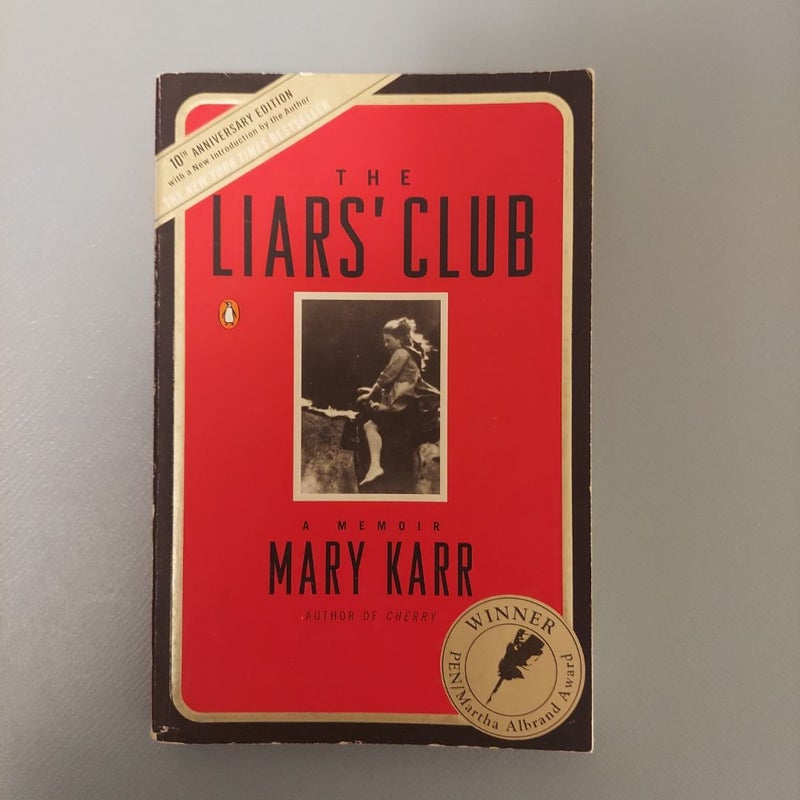 10TH ANNIVERSARY EDITION
with a New Introduction by the Author
THE NEW YORK TIMES BESTSELLER
THE
LIARS' CLUB
A MEMOIR
MARY KARR
AUTHOR OF CHERRY
WINNER
PEN/Martha Albrand Award